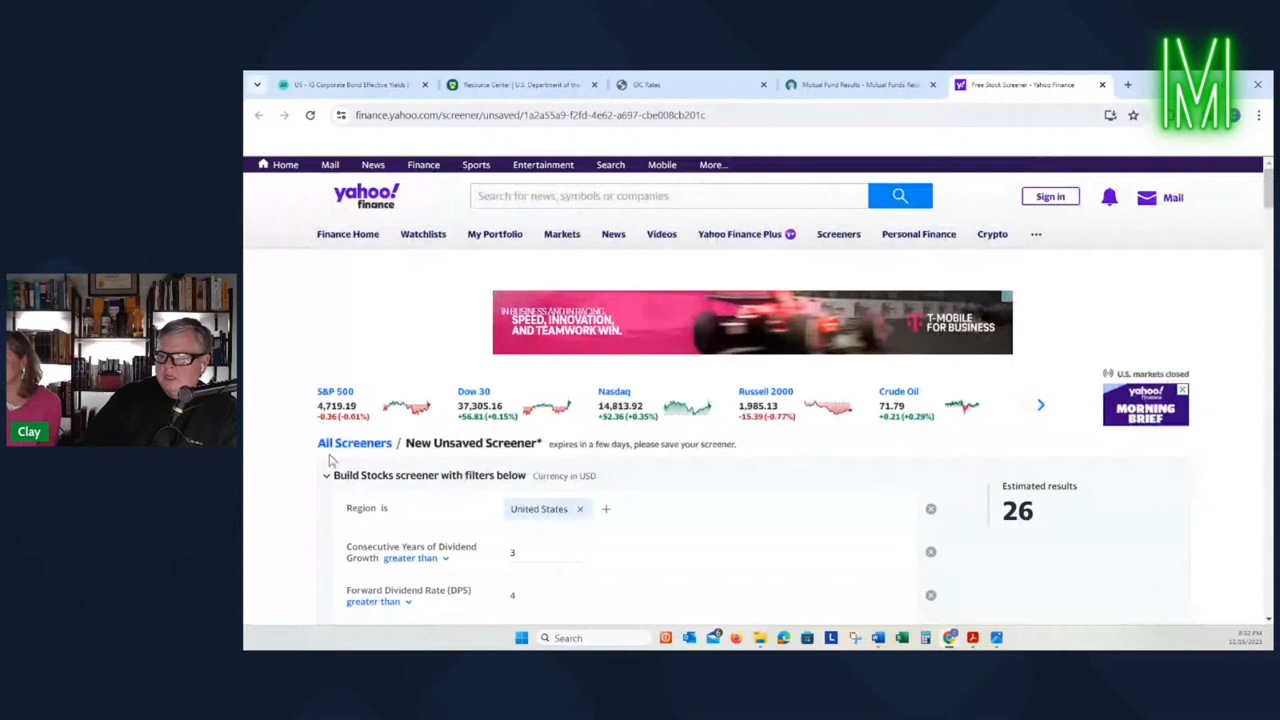 M
US - IG Corporate Bond Effective Yields |
Resource Center | U.S. Department of the
GIC Rates
Mutual Fund Results - Mutual Funds Resu
Free Stock Screener - Yahoo Finance
finance.yahoo.com/screener/unsaved/1a2a55a9-f2fd-4e62-a697-cbe008cb201c
Home Mail News Finance Sports Entertainment Search Mobile More...
yahoo!
finance
Search for news, symbols or companies
Sign in
Mail
Finance Home Watchlists My Portfolio Markets News Videos Yahoo Finance Plus Screeners Personal Finance Crypto ...
IN BUSINESS AND IN RACING,
SPEED, INNOVATION,
AND TEAMWORK WIN.
T-MOBILE
FOR BUSINESS
U.S. markets closed
S&P 500
4,719.19
-0.36 (-0.01%)
Dow 30
37,305.16
+56.81 (+0.15%)
Nasdaq
14,813.92
+52.36 (+0.35%)
Russell 2000
1,985.13
-15.39 (-0.77%)
Crude Oil
71.79
+0.21 (+0.29%)
yahoo!
finance
MORNING
BRIEF
All Screeners / New Unsaved Screener* expires in a few days, please save your screener.
Build Stocks screener with filters below Currency in USD
Estimated results
26
Region is United States
Consecutive Years of Dividend
Growth greater than 3
Forward Dividend Rate (DPS)
greater than 4
Clay
Search
6
8:52 PM
12/16/2023